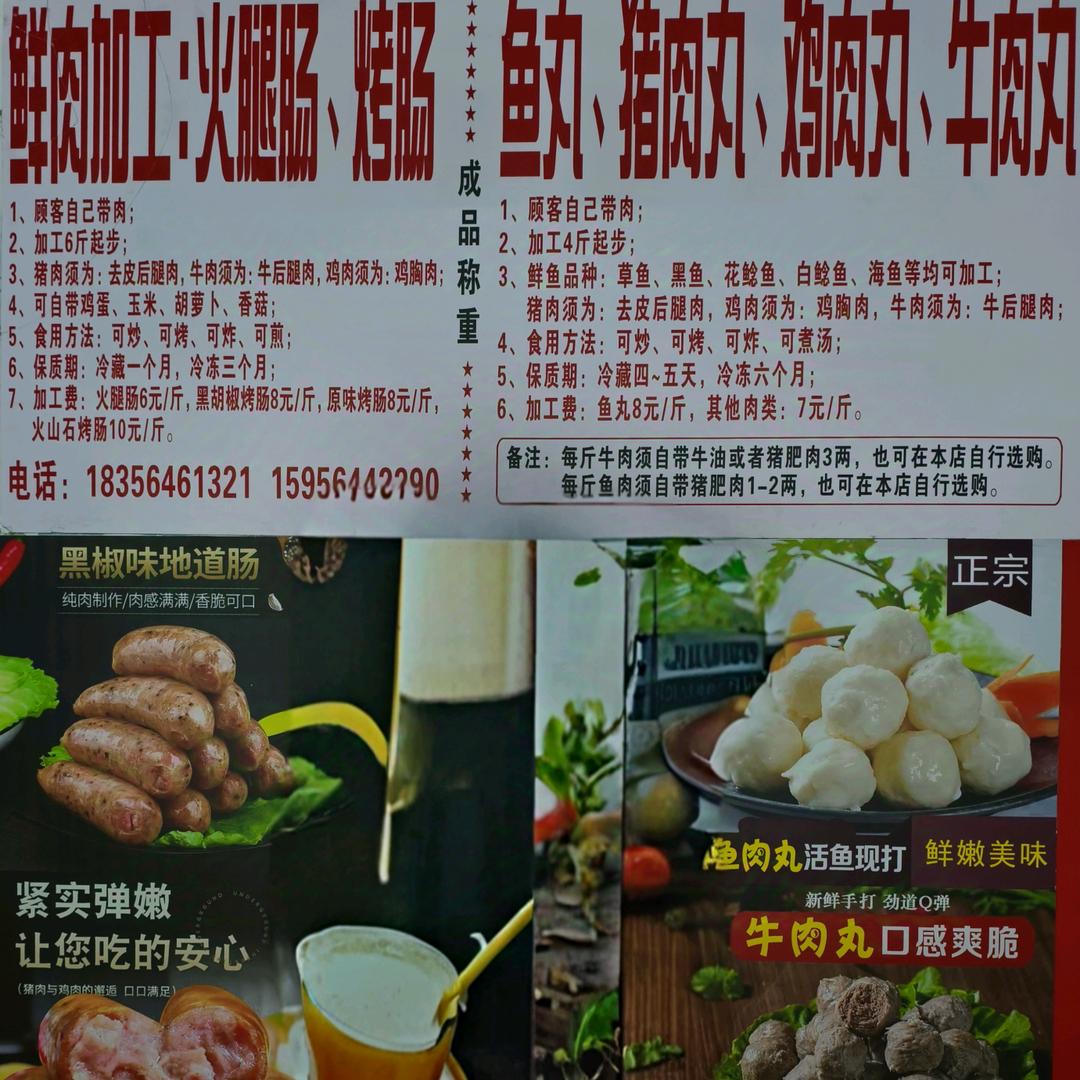 鲜肉加工:火腿肠、烤肠
1、顾客自己带肉;
2、加工6斤起步;
3、猪肉须为:去皮后腿肉,牛肉须为:牛后腿肉,鸡肉须为:鸡胸肉;
4、可自带鸡蛋、玉米、胡萝卜、香菇;
5、食用方法:可炒、可烤、可炸、可煎;
6、保质期:冷藏一个月,冷冻三个月;
7、加工费:火腿肠6元/斤,黑胡椒烤肠8元/斤,原味烤肠8元/斤,
火山石烤肠10元/斤。
电话:18356461321
成品称重
鱼丸、猪肉丸、鸡肉丸、牛肉丸
1、顾客自己带肉;
2、加工4斤起步;
3、鲜鱼品种:草鱼、黑鱼、花鲶鱼、白鲶鱼、海鱼等均可加工;
猪肉须为:去皮后腿肉,鸡肉须为:鸡胸肉,牛肉须为:牛后腿肉;
4、食用方法:可炒、可烤、可炸、可煮汤;
5、保质期:冷藏四~五天,冷冻六个月;
6、加工费:鱼丸8元/斤,其他肉类:7元/斤。
备注:每斤牛肉须自带牛油或者猪肥肉3两,也可在本店自行选购。
每斤鱼肉须自带猪肥肉1-2两,也可在本店自行选购。
黑椒味地道肠
纯肉制作/肉感满满/香脆可口
紧实弹嫩
让您吃的安心
(猪肉与鸡肉的邂逅 口口满足)
正宗
鱼肉丸活鱼现打 鲜嫩美味
新鲜手打 劲道Q弹
牛肉丸口感爽脆